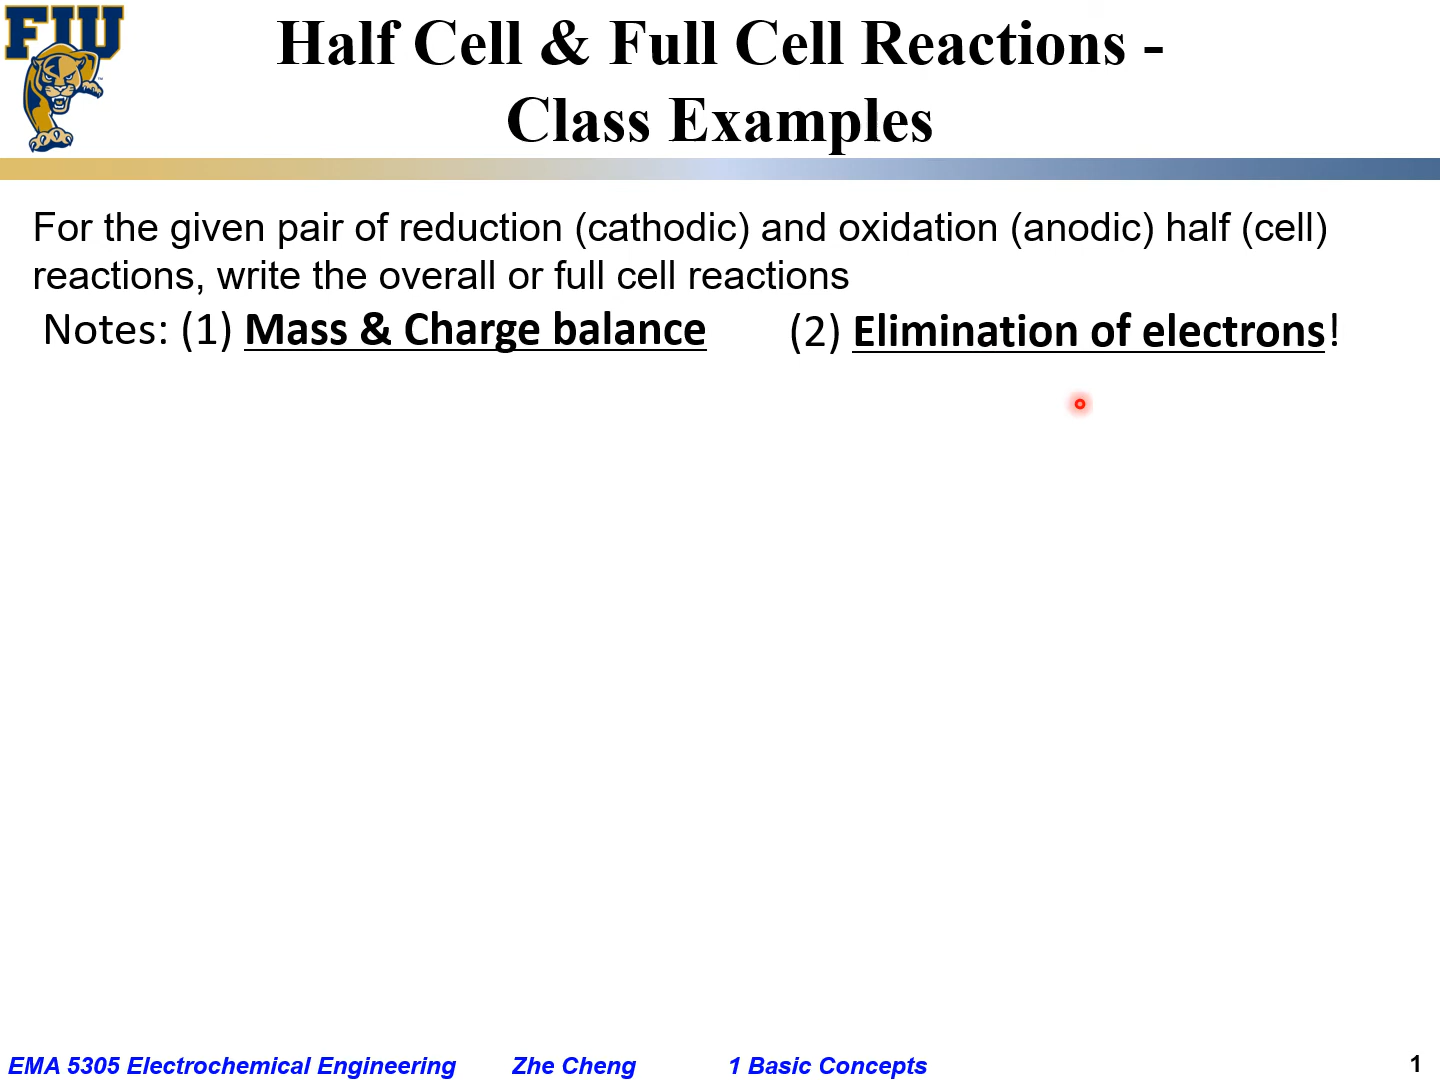 FIU
Half Cell & Full Cell Reactions -
Class Examples
For the given pair of reduction (cathodic) and oxidation (anodic) half (cell)
reactions, write the overall or full cell reactions
Notes: (1) Mass & Charge balance (2) Elimination of electrons!
EMA 5305 Electrochemical Engineering Zhe Cheng 1 Basic Concepts 1